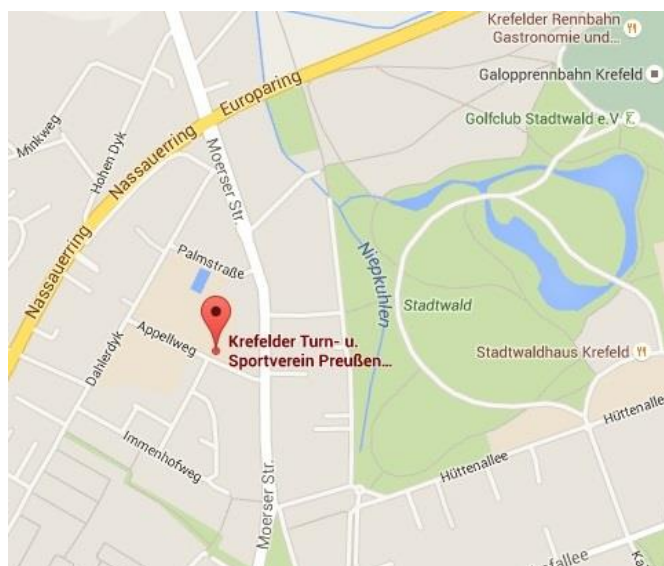 Krefelder Rennbahn
Gastronomie und...
Galopprennbahn Krefeld
Golfclub Stadtwald e.V
Europaring
Nassauerring
Minkweg
Hohen Dyk
Moerser Str.
Nassauerring
Palmstraße
Niepkuhlen
Stadtwald
Appellweg
Krefelder Turn- u.
Sportverein Preußen...
Stadtwaldhaus Krefeld
Dahlerdyk
Hüttenallee
Immenhofweg
Hüttenallee
Moerser Str.